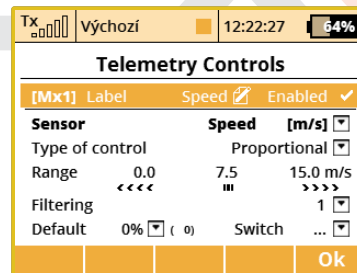 Tx Výchozí 12:22:27 64%
Telemetry Controls
[Mx1] Label Speed Enabled
Sensor Speed [m/s]
Type of control Proportional
Range 0.0 7.5 15.0 m/s
Filtering 1
Default 0% ( 0) Switch ...
Ok